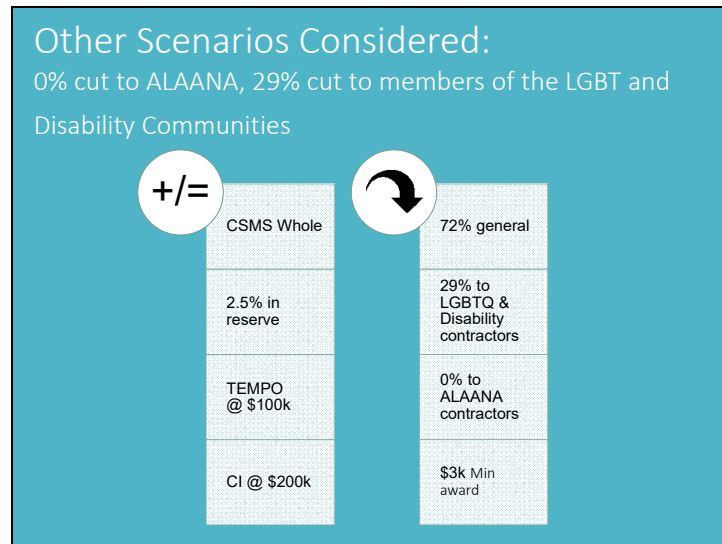 Other Scenarios Considered:
0% cut to ALAANA, 29% cut to members of the LGBT and
Disability Communities
+/=
CSMS Whole
2.5% in
reserve
TEMPO
@ $100k
CI @ $200k
72% general
29% to
LGBTQ &
Disability
contractors
0% to
ALAANA
contractors
$3k Min
award